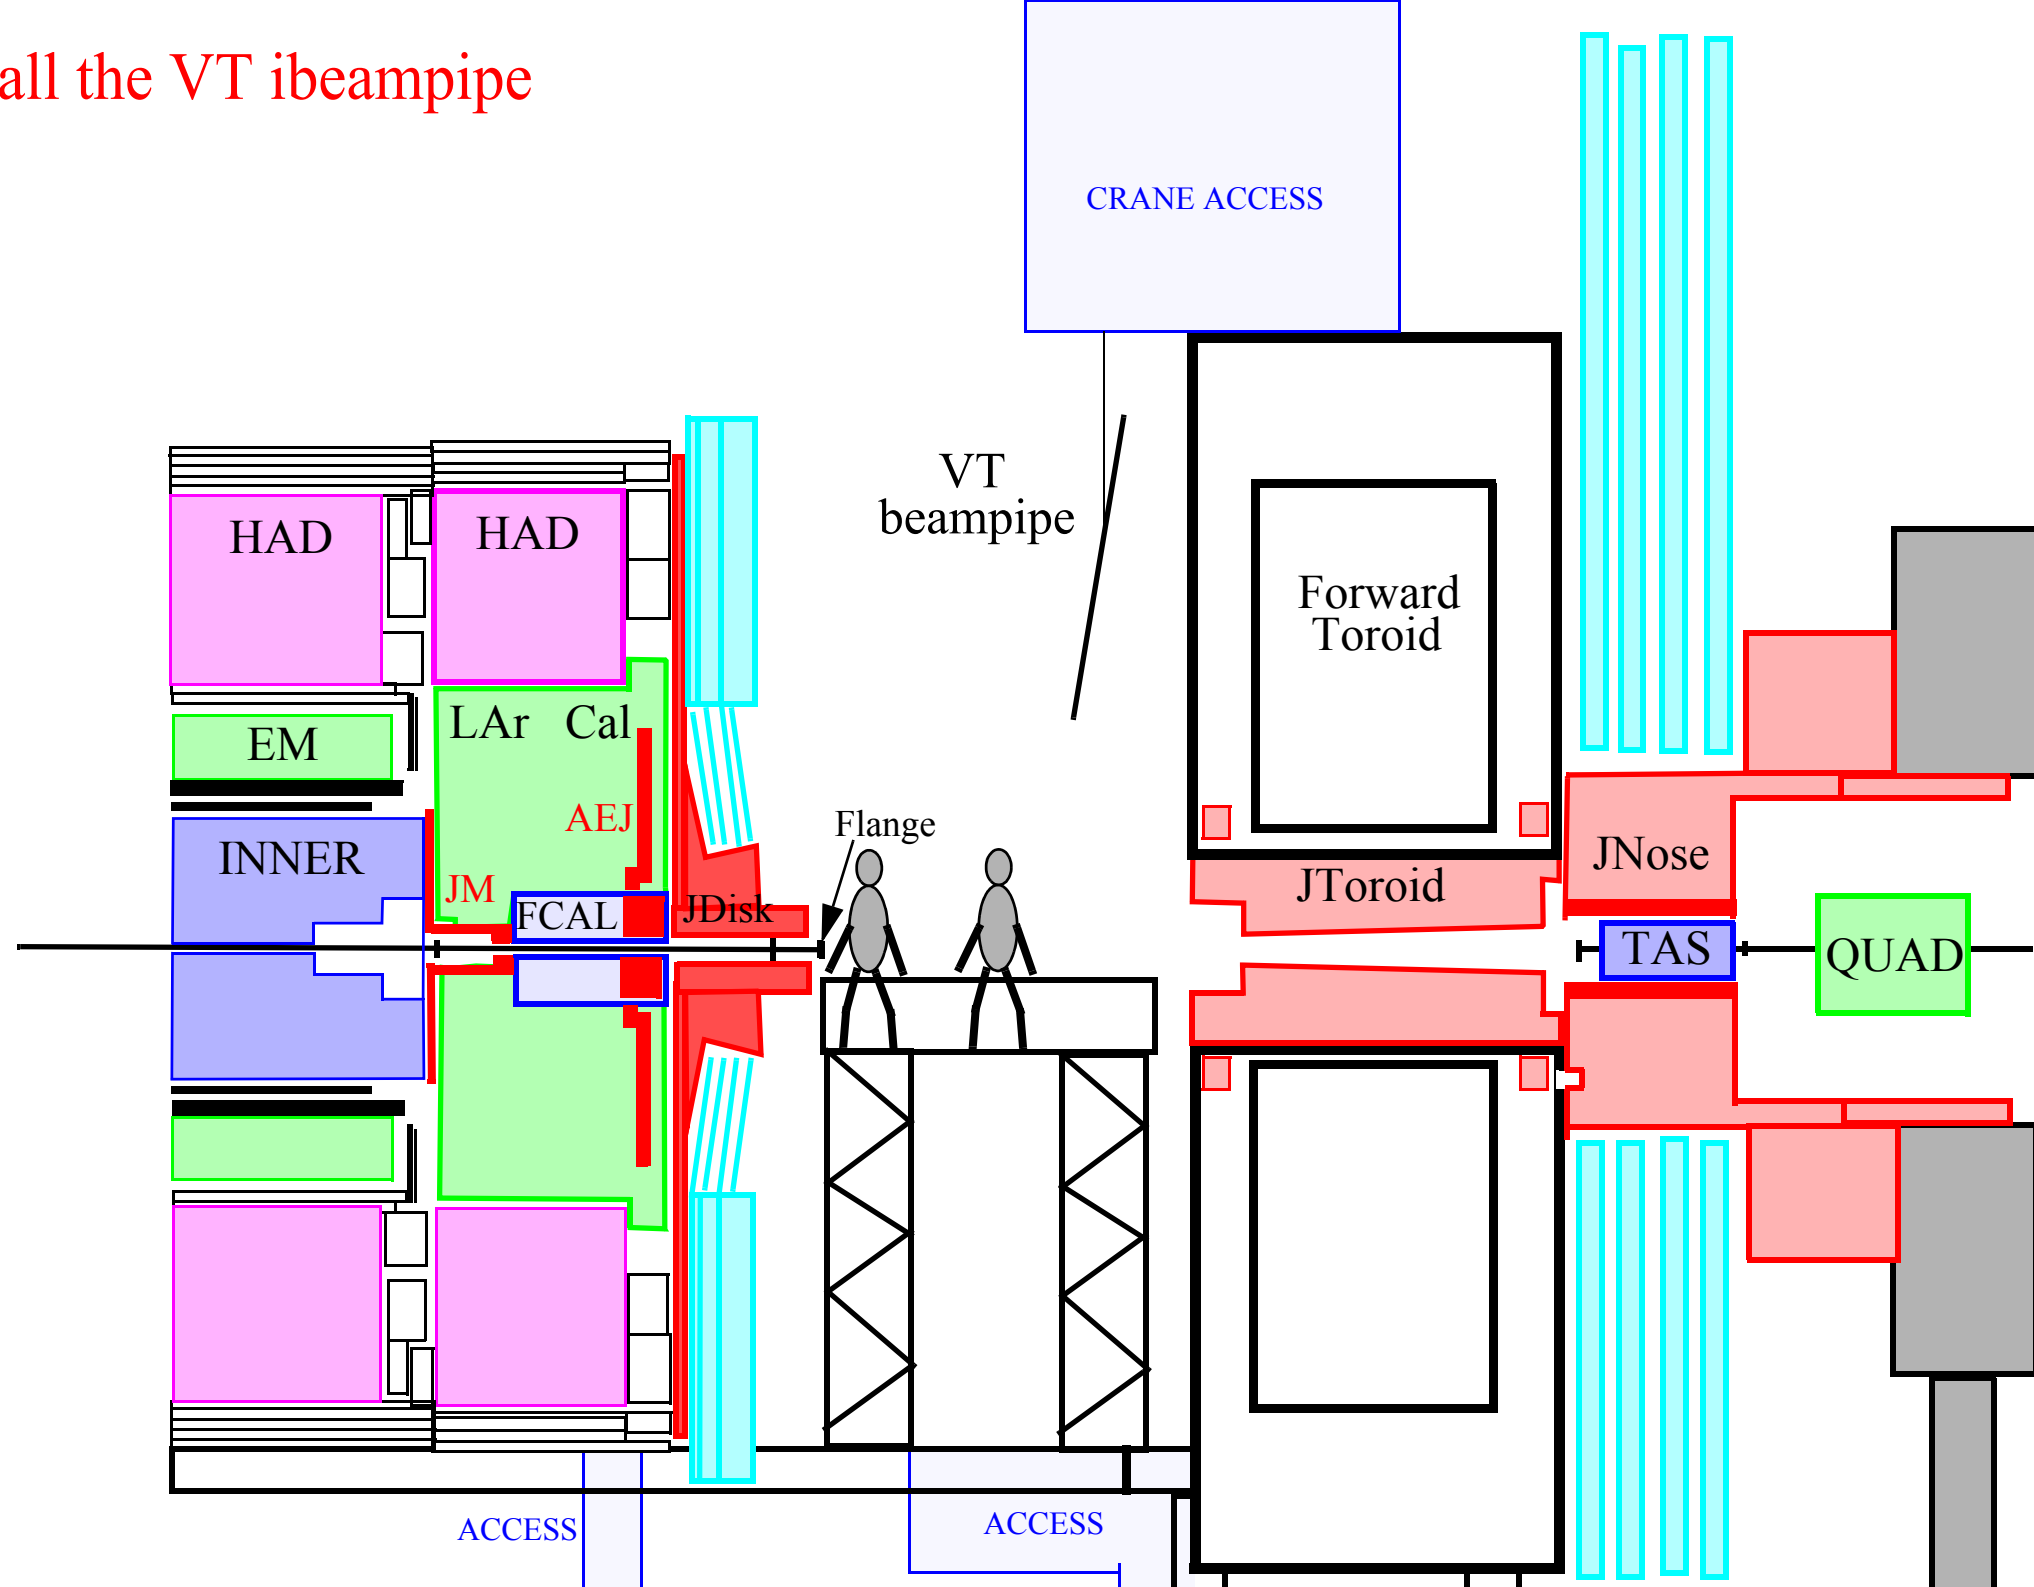 all the VT ibeampipe
CRANE ACCESS
VT
beampipe
HAD
HAD
Forward
Toroid
LAr Cal
EM
AEJ
Flange
INNER
JM
FCAL
JDisk
JToroid
JNose
TAS
QUAD
ACCESS
ACCESS